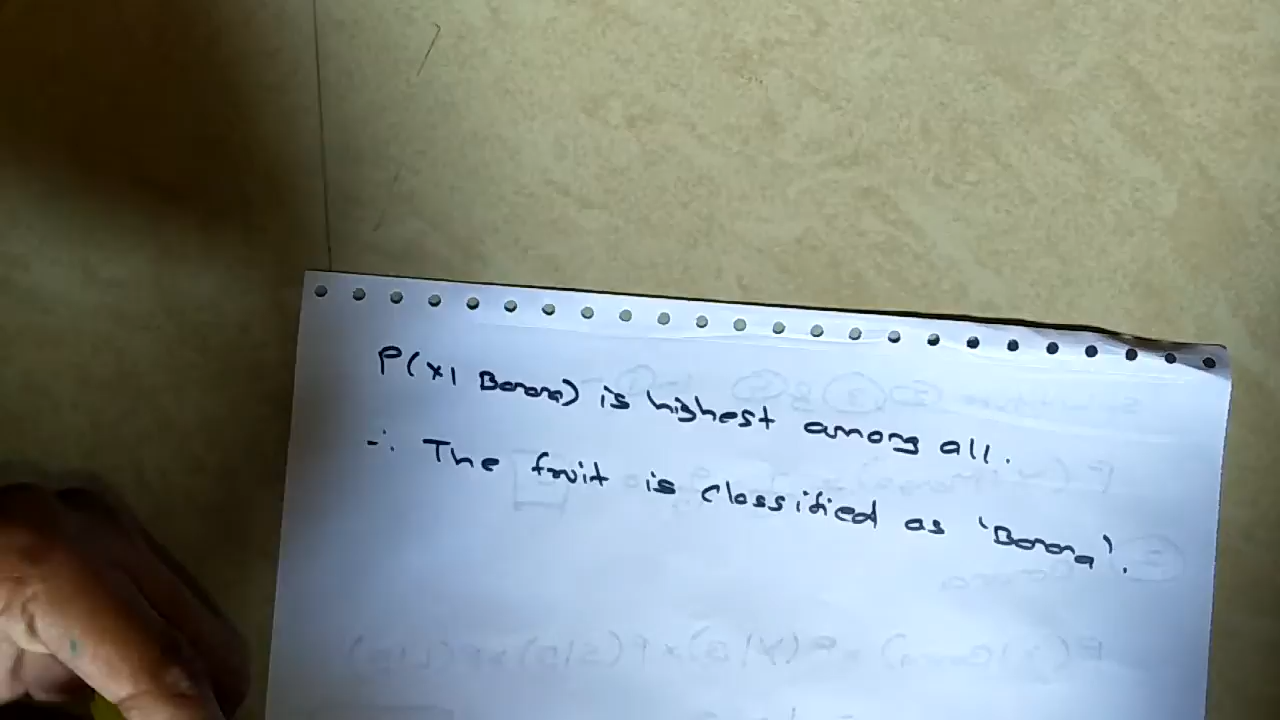 P(x| Banana) is highest among all.
∴ The fruit is classified as 'Banana'.